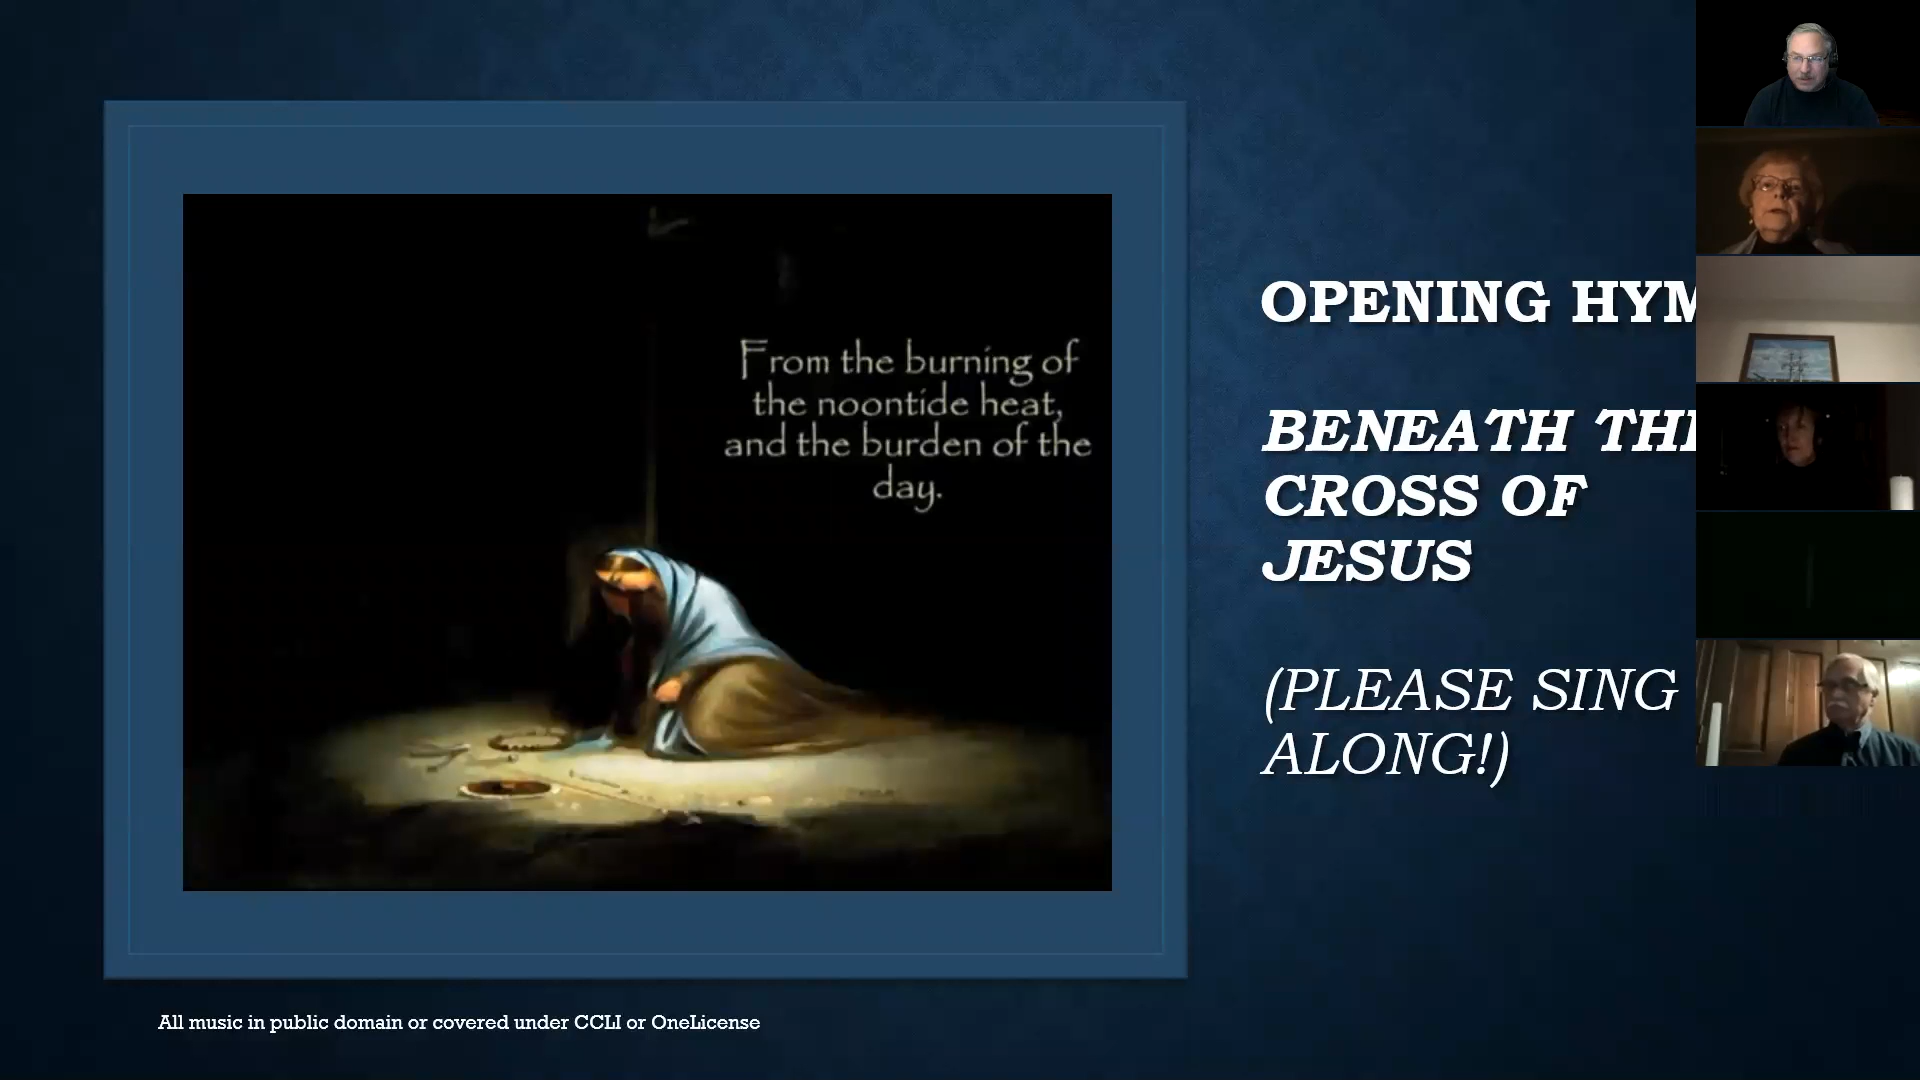 From the burning of
the noontide heat,
and the burden of the
day.
OPENING HYM
BENEATH THE
CROSS OF
JESUS
(PLEASE SING
ALONG!)
All music in public domain or covered under CCLI or OneLicense